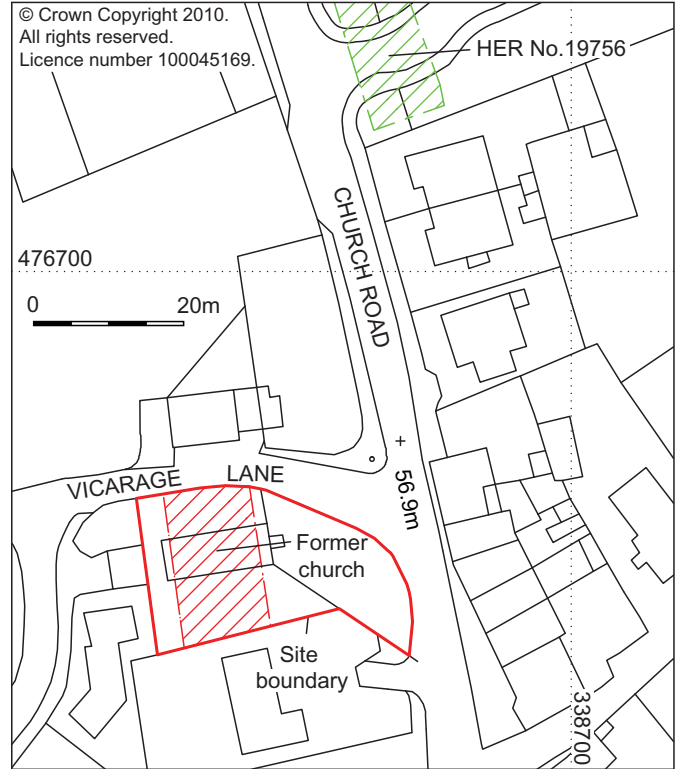 © Crown Copyright 2010.
All rights reserved.
Licence number 100045169.
HER No.19756
CHURCH ROAD
476700
0 20m
56.9m
VICARAGE LANE
Former
church
Site
boundary
338700